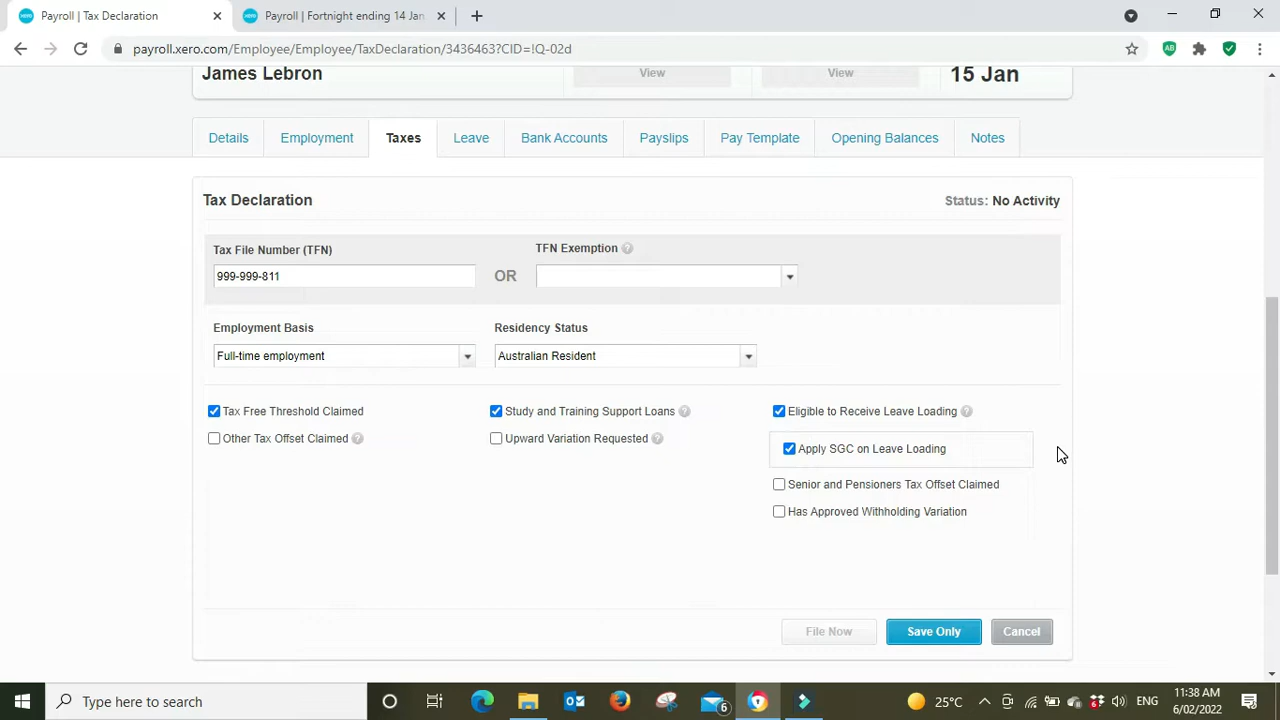 Payroll | Tax Declaration
Payroll | Fortnight ending 14 Jan
payroll.xero.com/Employee/Employee/TaxDeclaration/3436463?CID=!Q-02d
James Lebron
View
View
15 Jan
Details
Employment
Taxes
Leave
Bank Accounts
Payslips
Pay Template
Opening Balances
Notes
Tax Declaration
Status: No Activity
Tax File Number (TFN)
TFN Exemption ?
999-999-811
OR
Employment Basis
Residency Status
Full-time employment
Australian Resident
Tax Free Threshold Claimed
Study and Training Support Loans ?
Eligible to Receive Leave Loading ?
Other Tax Offset Claimed ?
Upward Variation Requested ?
Apply SGC on Leave Loading
Senior and Pensioners Tax Offset Claimed
Has Approved Withholding Variation
File Now
Save Only
Cancel
Type here to search
6
25°C
6
ENG
11:38 AM
6/02/2022